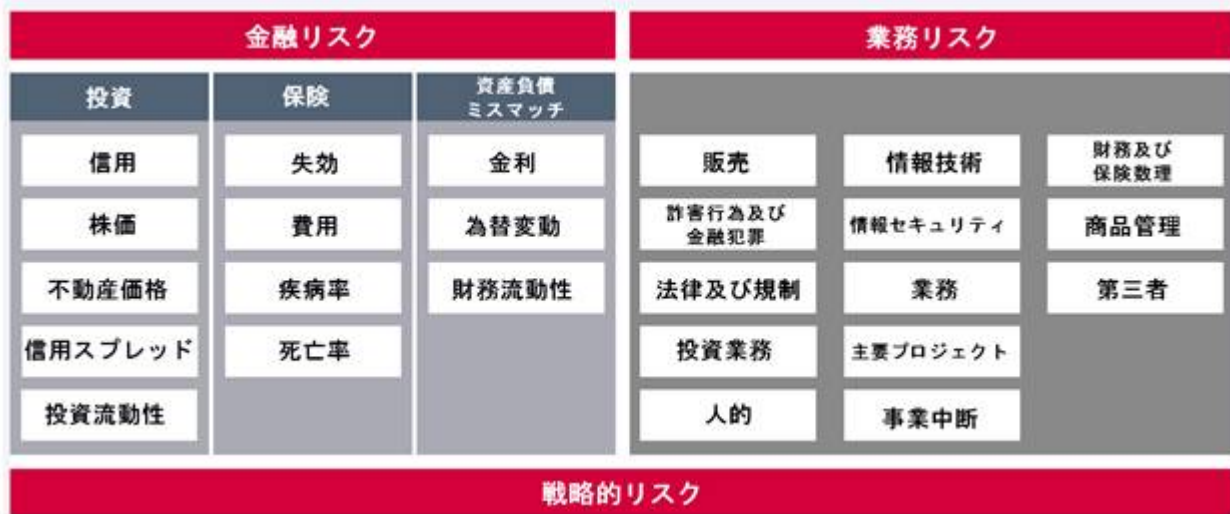 金融リスク
業務リスク
投資
保険
資産負債
ミスマッチ
信用
株価
不動産価格
信用スプレッド
投資流動性
失効
費用
疾病率
死亡率
金利
為替変動
財務流動性
販売
詐害行為及び
金融犯罪
法律及び規制
投資業務
人的
情報技術
情報セキュリティ
業務
主要プロジェクト
事業中断
財務及び
保険数理
商品管理
第三者
戦略的リスク